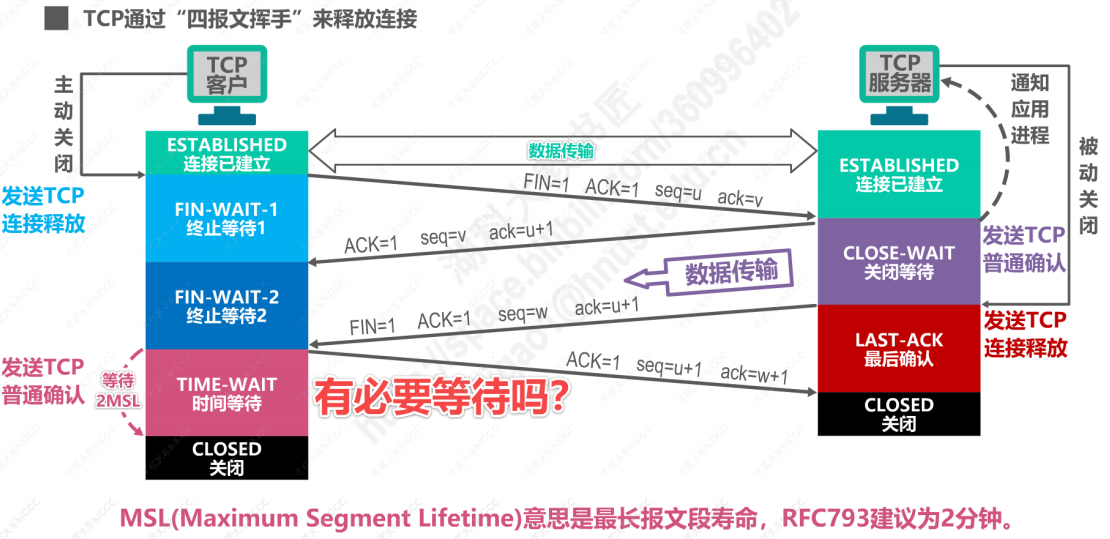 TCP通过“四报文挥手”来释放连接
TCP
客户
TCP
服务器
主动关闭
通知
应用
进程
被动关闭
ESTABLISHED
连接已建立
数据传输
ESTABLISHED
连接已建立
FIN=1 ACK=1 seq=u ack=v
发送TCP
连接释放
FIN-WAIT-1
终止等待1
ACK=1 seq=v ack=u+1
CLOSE-WAIT
关闭等待
发送TCP
普通确认
数据传输
FIN-WAIT-2
终止等待2
FIN=1 ACK=1 seq=w ack=u+1
LAST-ACK
最后确认
发送TCP
连接释放
发送TCP
普通确认
等待
2MSL
TIME-WAIT
时间等待
ACK=1 seq=u+1 ack=w+1
有必要等待吗？
CLOSED
关闭
CLOSED
关闭
MSL(Maximum Segment Lifetime)意思是最长报文段寿命，RFC793建议为2分钟。